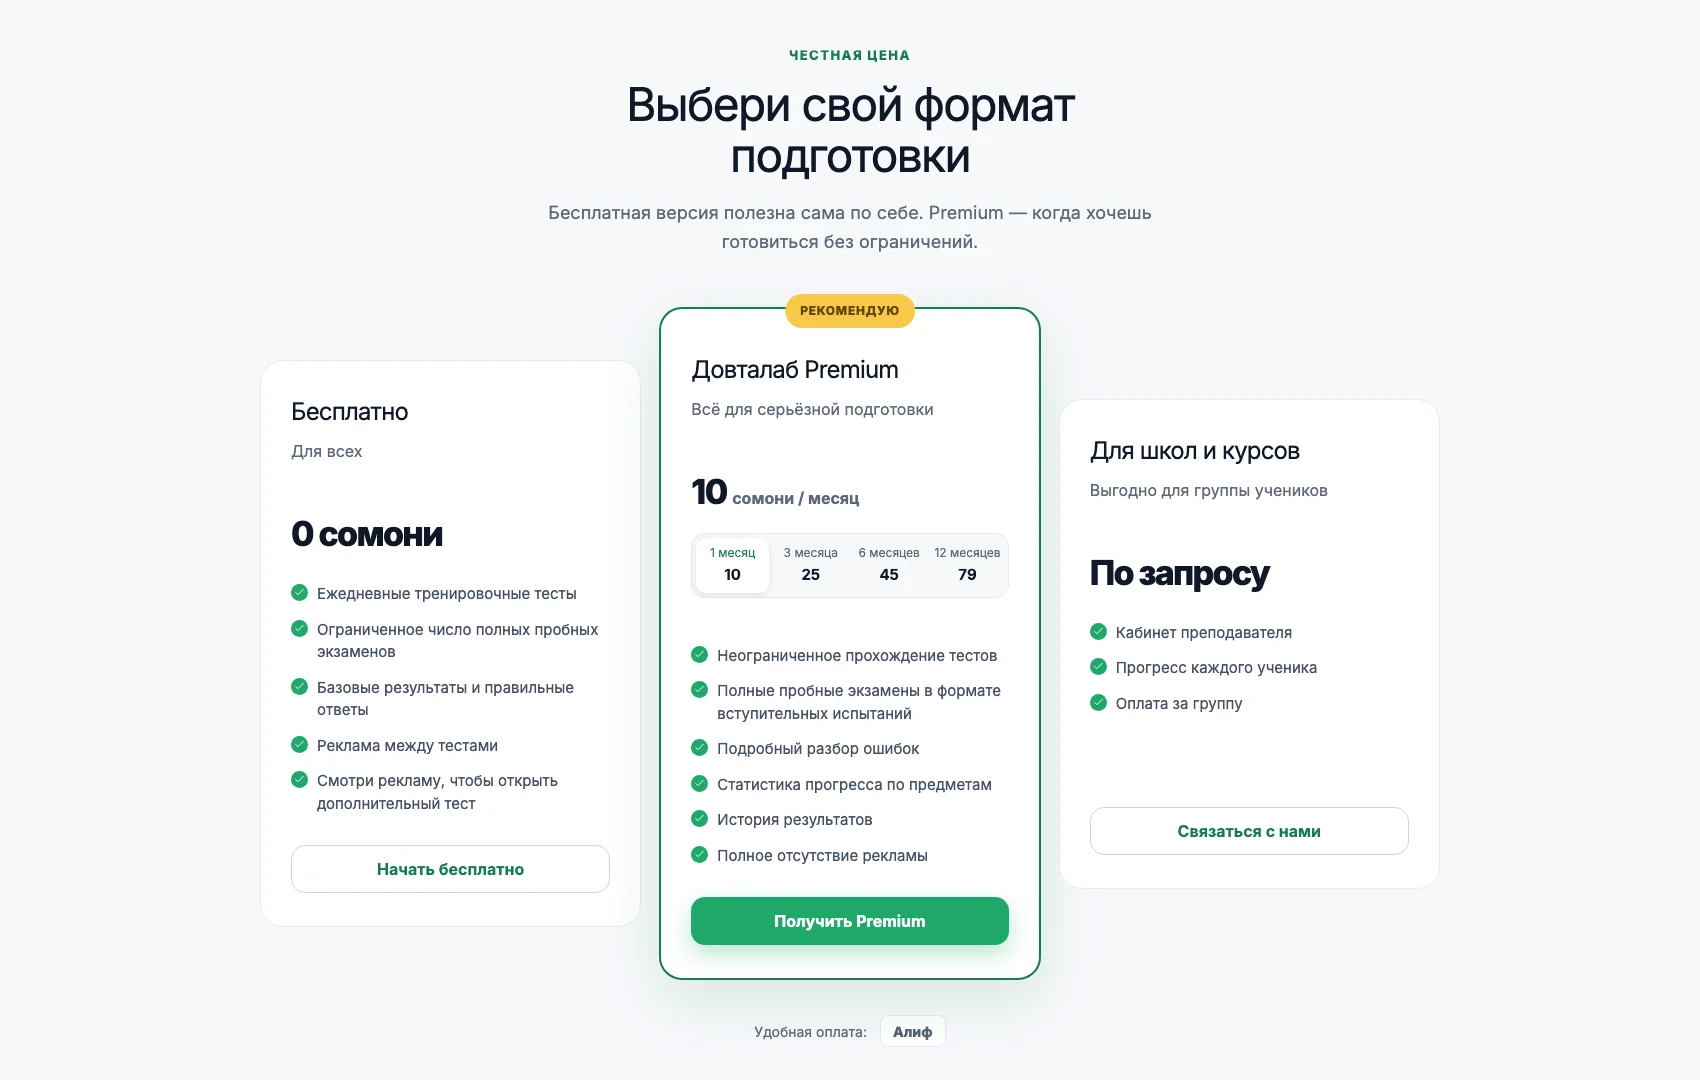 ЧЕСТНАЯ ЦЕНА
Выбери свой формат
подготовки
Бесплатная версия полезна сама по себе. Premium — когда хочешь
готовиться без ограничений.
Бесплатно
Для всех
0 сомони
Ежедневные тренировочные тесты
Ограниченное число полных пробных
экзаменов
Базовые результаты и правильные
ответы
Реклама между тестами
Смотри рекламу, чтобы открыть
дополнительный тест
Начать бесплатно
РЕКОМЕНДУЮ
Довталаб Premium
Всё для серьёзной подготовки
10 сомони / месяц
1 месяц 3 месяца 6 месяцев 12 месяцев
10 25 45 79
Неограниченное прохождение тестов
Полные пробные экзамены в формате
вступительных испытаний
Подробный разбор ошибок
Статистика прогресса по предметам
История результатов
Полное отсутствие рекламы
Получить Premium
Для школ и курсов
Выгодно для группы учеников
По запросу
Кабинет преподавателя
Прогресс каждого ученика
Оплата за группу
Связаться с нами
Удобная оплата: Алиф